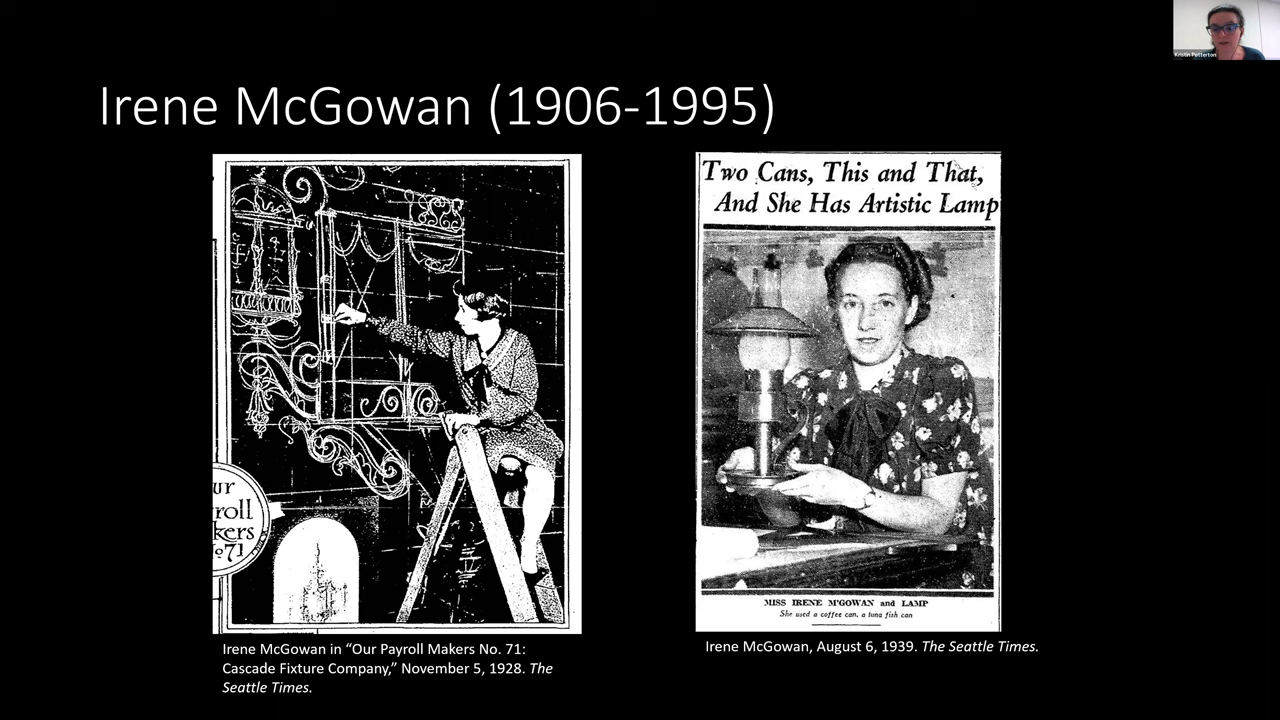 Kristin Petterton
Irene McGowan (1906-1995)
ur
roll
kers
№71
Irene McGowan in “Our Payroll Makers No. 71:
Cascade Fixture Company,” November 5, 1928. The
Seattle Times.
Two Cans, This and That,
And She Has Artistic Lamp
MISS IRENE M'GOWAN and LAMP
She used a coffee can, a tuna fish can
Irene McGowan, August 6, 1939. The Seattle Times.